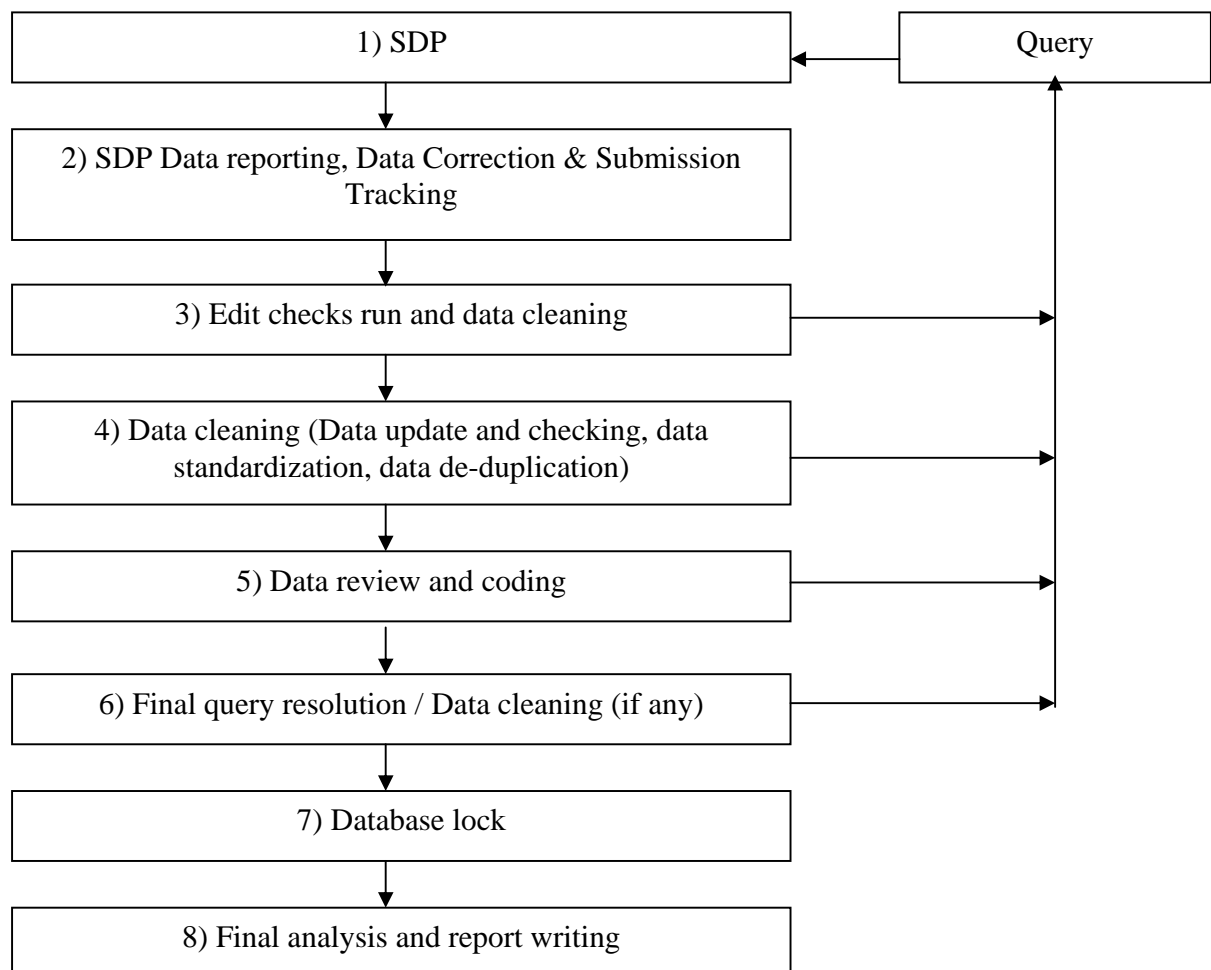 1) SDP
Query
2) SDP Data reporting, Data Correction & Submission
Tracking
3) Edit checks run and data cleaning
4) Data cleaning (Data update and checking, data
standardization, data de-duplication)
5) Data review and coding
6) Final query resolution / Data cleaning (if any)
7) Database lock
8) Final analysis and report writing